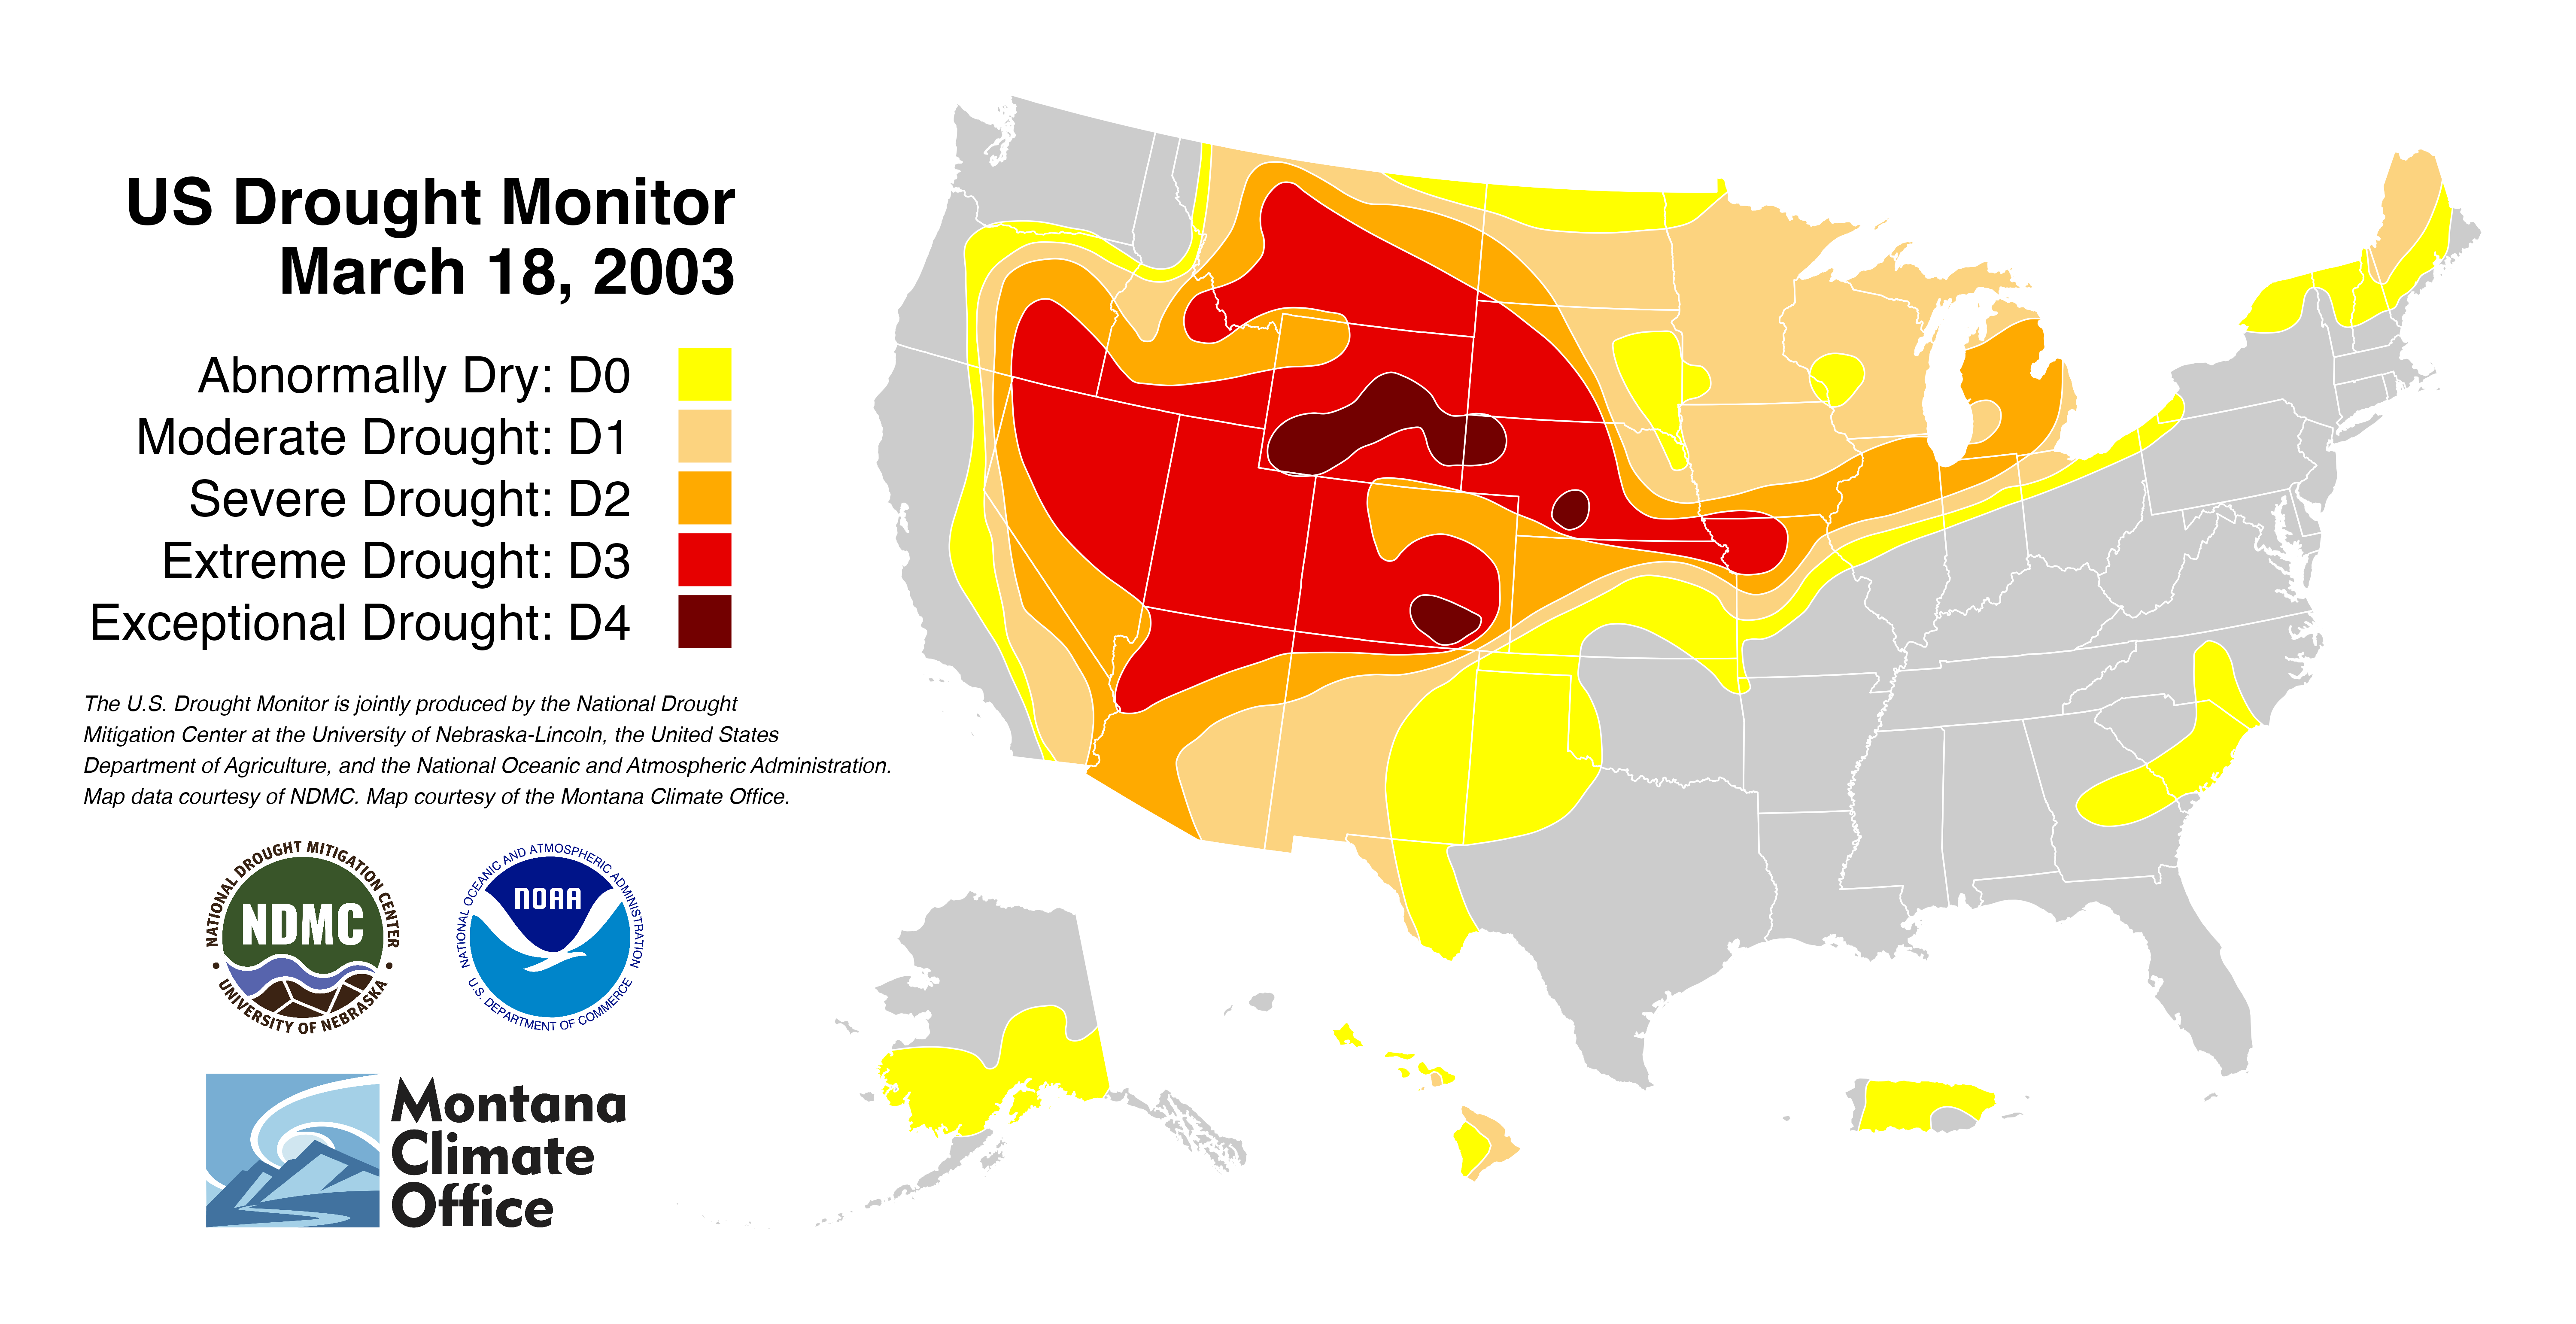 US Drought Monitor
March 18, 2003
Abnormally Dry: D0
Moderate Drought: D1
Severe Drought: D2
Extreme Drought: D3
Exceptional Drought: D4
The U.S. Drought Monitor is jointly produced by the National Drought
Mitigation Center at the University of Nebraska-Lincoln, the United States
Department of Agriculture, and the National Oceanic and Atmospheric Administration.
Map data courtesy of NDMC. Map courtesy of the Montana Climate Office.
NATIONAL DROUGHT MITIGATION CENTER
NDMC
• UNIVERSITY OF NEBRASKA •
NATIONAL OCEANIC AND ATMOSPHERIC ADMINISTRATION
NOAA
U.S. DEPARTMENT OF COMMERCE
Montana
Climate
Office